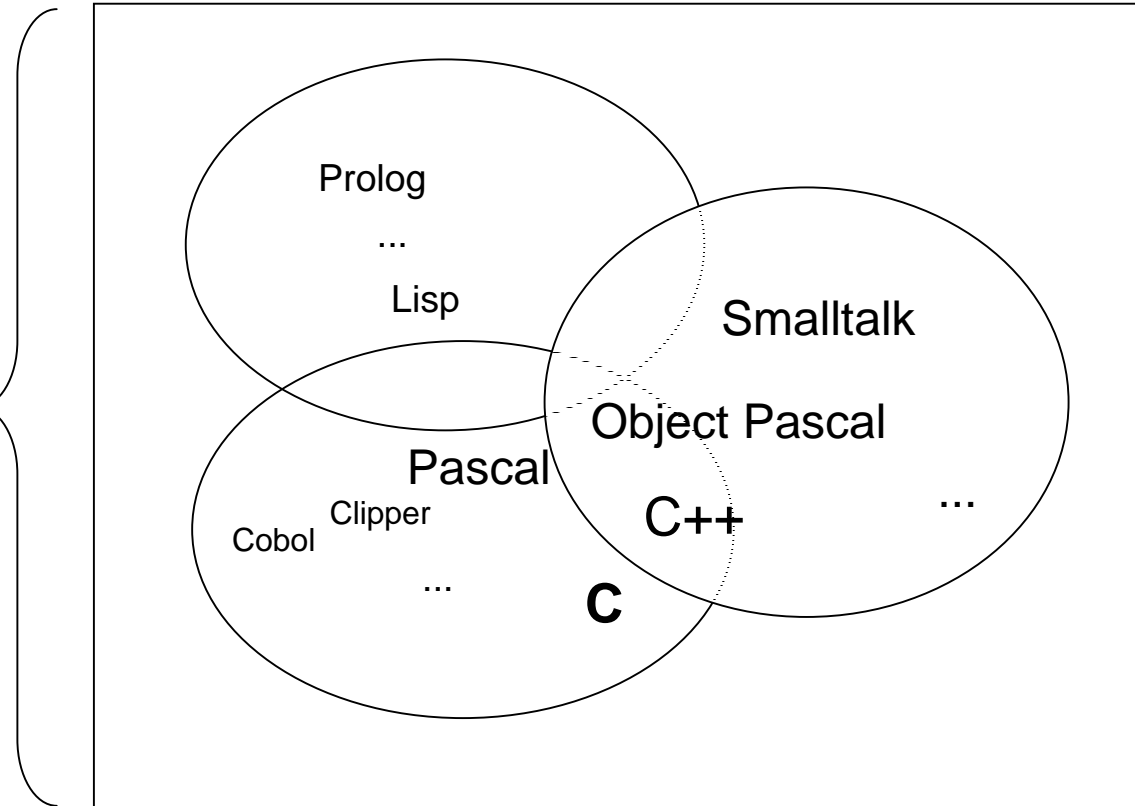 Prolog
...
Lisp
Smalltalk
Object Pascal
Pascal
...
C++
Clipper
Cobol
...
C